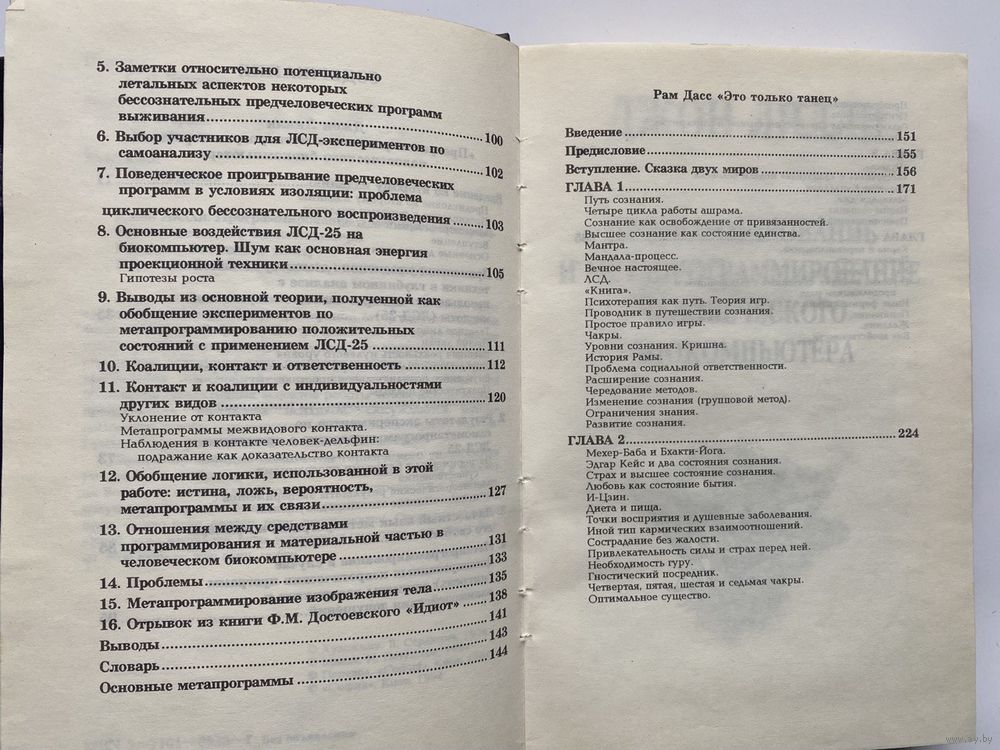 5. Заметки относительно потенциально
летальных аспектов некоторых
бессознательных предчеловеческих программ
выживания........................................................100
6. Выбор участников для ЛСД-экспериментов по
самоанализу........................................................102
7. Поведенческое проигрывание предчеловеческих
программ в условиях изоляции: проблема
циклического бессознательного воспроизведения........103
8. Основные воздействия ЛСД-25 на
биокомпьютер. Шум как основная энергия
проекционной техники........................................105
Гипотезы роста
9. Выводы из основной теории, полученной как
обобщение экспериментов по
метапрограммированию положительных
состояний с применением ЛСД-25........................111
10. Коалиции, контакт и ответственность....................112
11. Контакт и коалиции с индивидуальностями
других видов........................................................120
Уклонение от контакта
Метапрограммы межвидового контакта.
Наблюдения в контакте человек-дельфин:
подражание как доказательство контакта
12. Обобщение логики, использованной в этой
работе: истина, ложь, вероятность,
метапрограммы и их связи....................................127
13. Отношения между средствами
программирования и материальной частью в
человеческом биокомпьютере................................131
14. Проблемы........................................................133
15. Метапрограммирование изображения тела............135
16. Отрывок из книги Ф.М. Достоевского «Идиот»......138
Выводы................................................................141
Словарь................................................................143
Основные метапрограммы........................................144
Рам Дасс «Это только танец»
Введение................................................................151
Предисловие............................................................155
Вступление. Сказка двух миров................................156
ГЛАВА 1................................................................171
Путь сознания.
Четыре цикла работы ашрама.
Сознание как освобождение от привязанностей.
Высшее сознание как состояние единства.
Мантра.
Мандала-процесс.
Вечное настоящее.
ЛСД.
«Книга».
Психотерапия как путь. Теория игр.
Проводник в путешествии сознания.
Простое правило игры.
Чакры.
Уровни сознания. Кришна.
История Рамы.
Проблема социальной ответственности.
Расширение сознания.
Чередование методов.
Изменение сознания (групповой метод).
Ограничения знания.
Развитие сознания.
ГЛАВА 2................................................................224
Мехер-Баба и Бхакти-Йога.
Эдгар Кейс и два состояния сознания.
Страх и высшее состояние сознания.
Любовь как состояние бытия.
И-Цзин.
Диета и пища.
Точки восприятия и душевные заболевания.
Иной тип кармических взаимоотношений.
Сострадание без жалости.
Привлекательность силы и страх перед ней.
Необходимость гуру.
Гностический посредник.
Четвертая, пятая, шестая и седьмая чакры.
Оптимальное существо.
www.ay.by